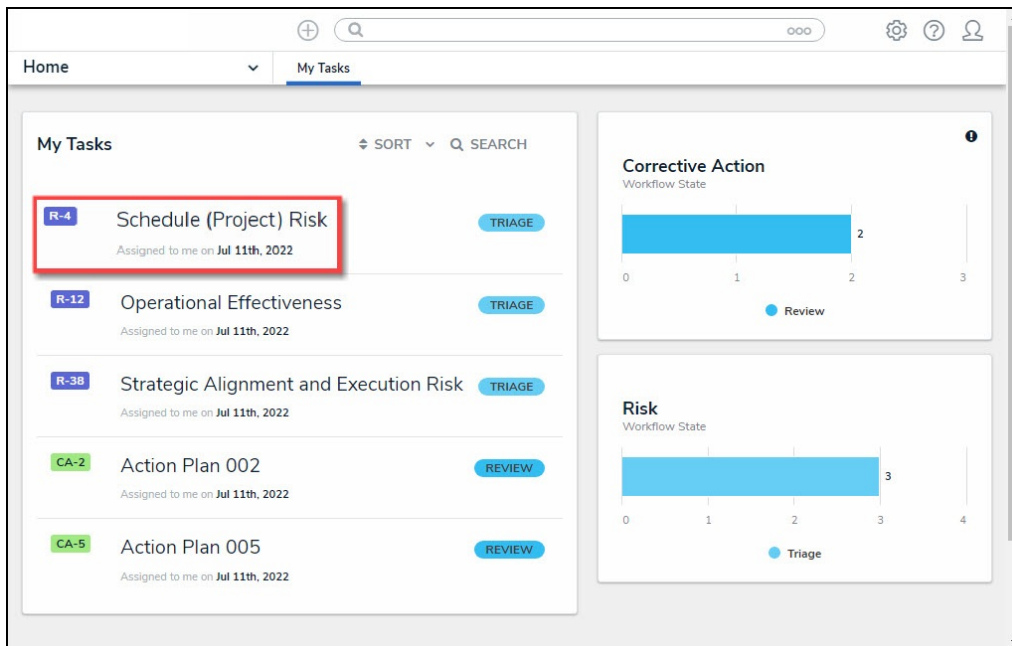 Home
My Tasks
My Tasks
SORT
SEARCH
R-4
Schedule (Project) Risk
TRIAGE
Assigned to me on Jul 11th, 2022
R-12
Operational Effectiveness
TRIAGE
Assigned to me on Jul 11th, 2022
R-38
Strategic Alignment and Execution Risk
TRIAGE
Assigned to me on Jul 11th, 2022
CA-2
Action Plan 002
REVIEW
Assigned to me on Jul 11th, 2022
CA-5
Action Plan 005
REVIEW
Assigned to me on Jul 11th, 2022
Corrective Action
Workflow State
2
0 1 2 3
Review
Risk
Workflow State
3
0 1 2 3 4
Triage